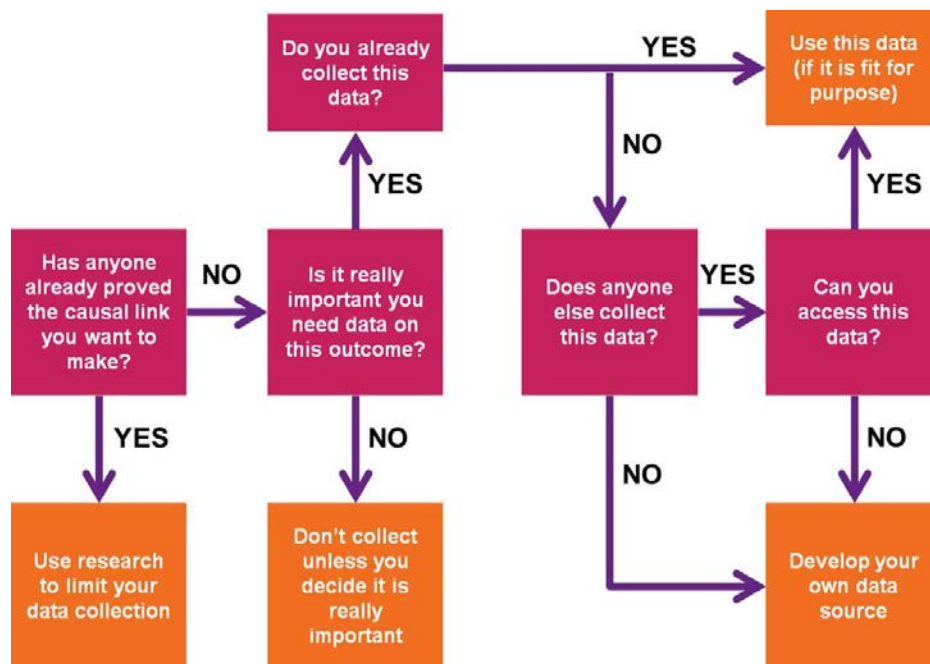 Do you already
collect this
data?
YES
Use this data
(if it is fit for
purpose)
NO
YES
YES
Has anyone
already proved
the causal link
you want to
make?
NO
Is it really
important you
need data on
this outcome?
Does anyone
else collect
this data?
YES
Can you
access this
data?
YES
NO
NO
NO
Use research
to limit your
data collection
Don't collect
unless you
decide it is
really
important
Develop your
own data
source